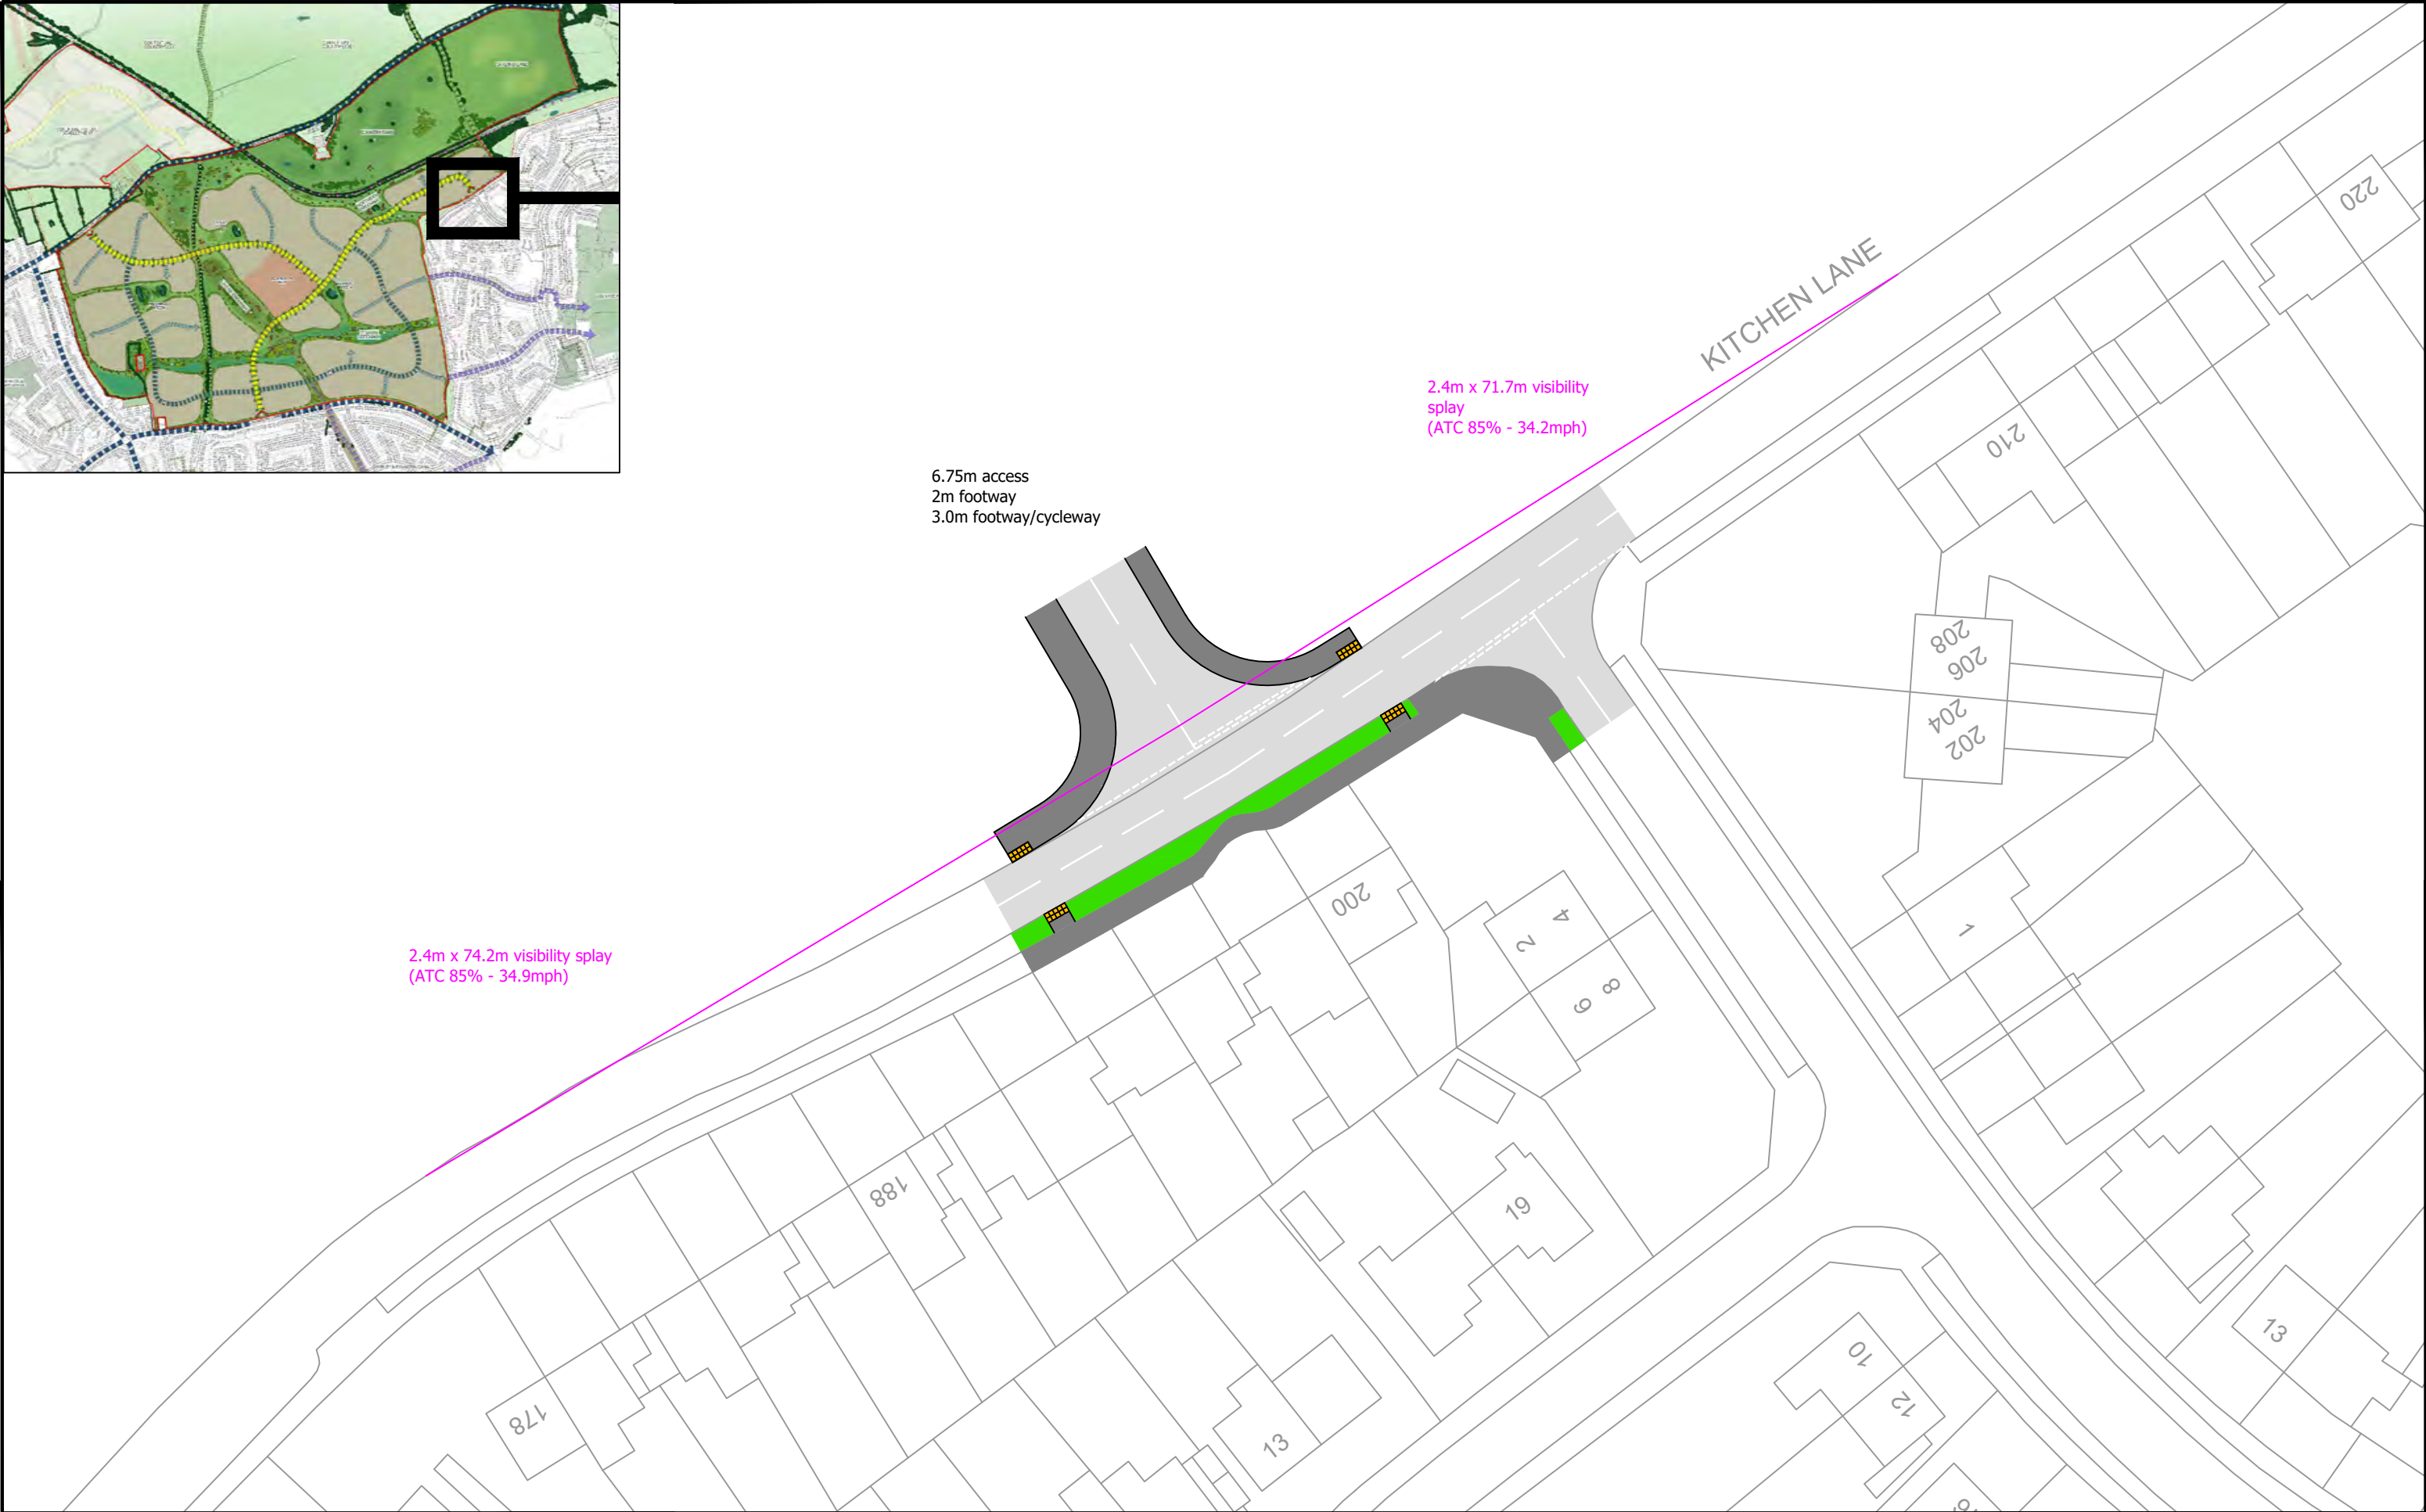 KITCHEN LANE
220
2.4m x 71.7m visibility
splay
(ATC 85% - 34.2mph)
210
6.75m access
2m footway
3.0m footway/cycleway
208
206
204
202
200
4
2
1
2.4m x 74.2m visibility splay
(ATC 85% - 34.9mph)
8
6
188
19
13
10
12
178
13